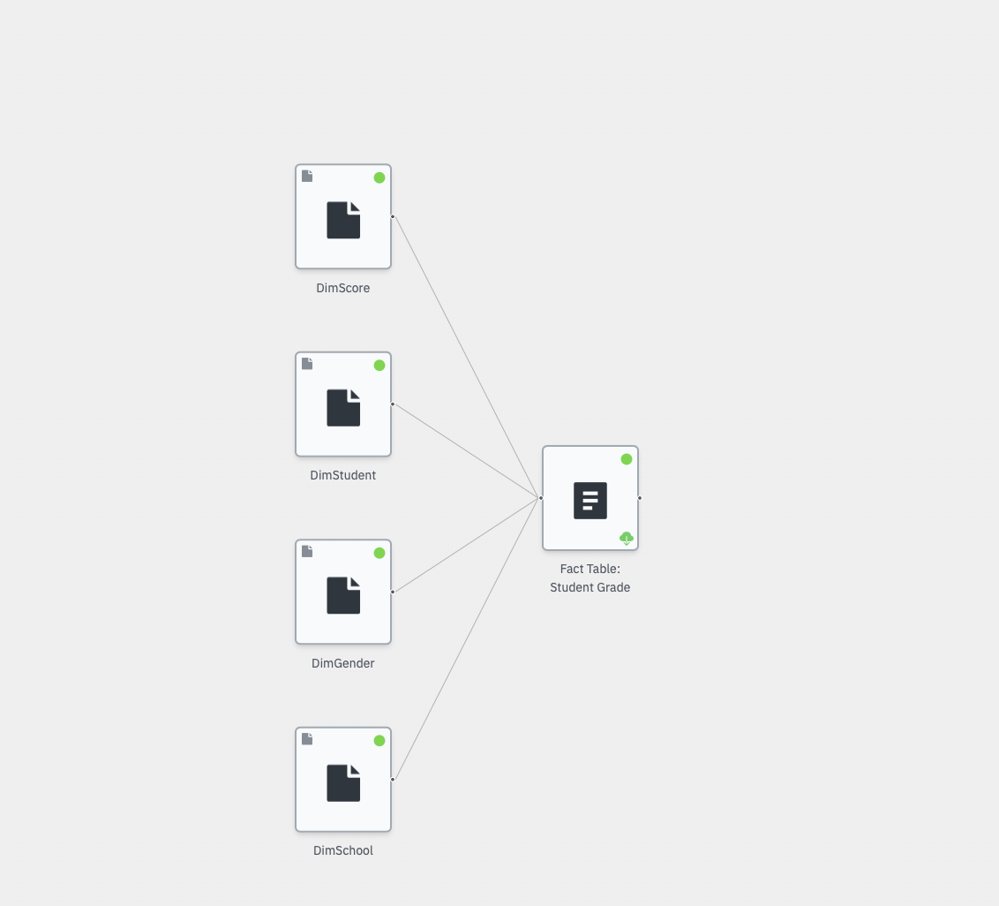 DimScore
DimStudent
Fact Table:
Student Grade
DimGender
DimSchool